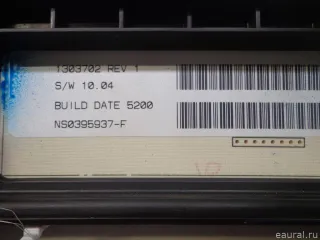 1303702 REV 1
S/W 10.04
BUILD DATE 5200
NS0395937-F
eaural.ru